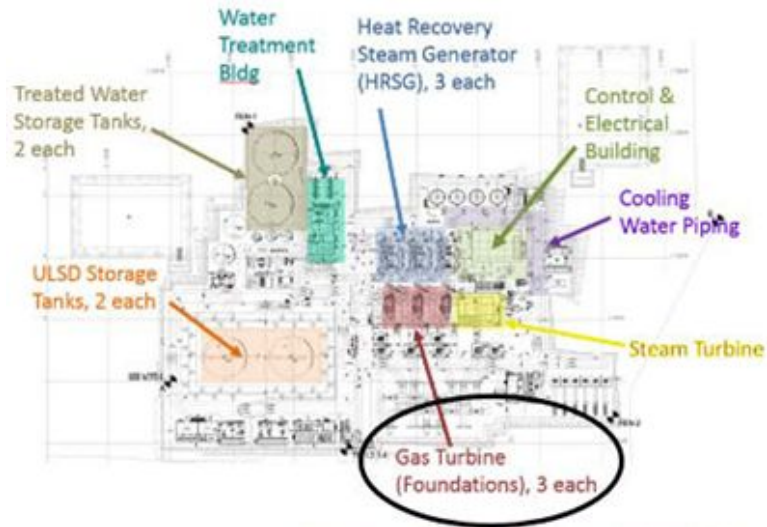 Water
Treatment
Bldg
Heat Recovery
Steam Generator
(HRSG), 3 each
Treated Water
Storage Tanks,
2 each
Control &
Electrical
Building
Cooling
Water Piping
ULSD Storage
Tanks, 2 each
Steam Turbine
Gas Turbine
(Foundations), 3 each